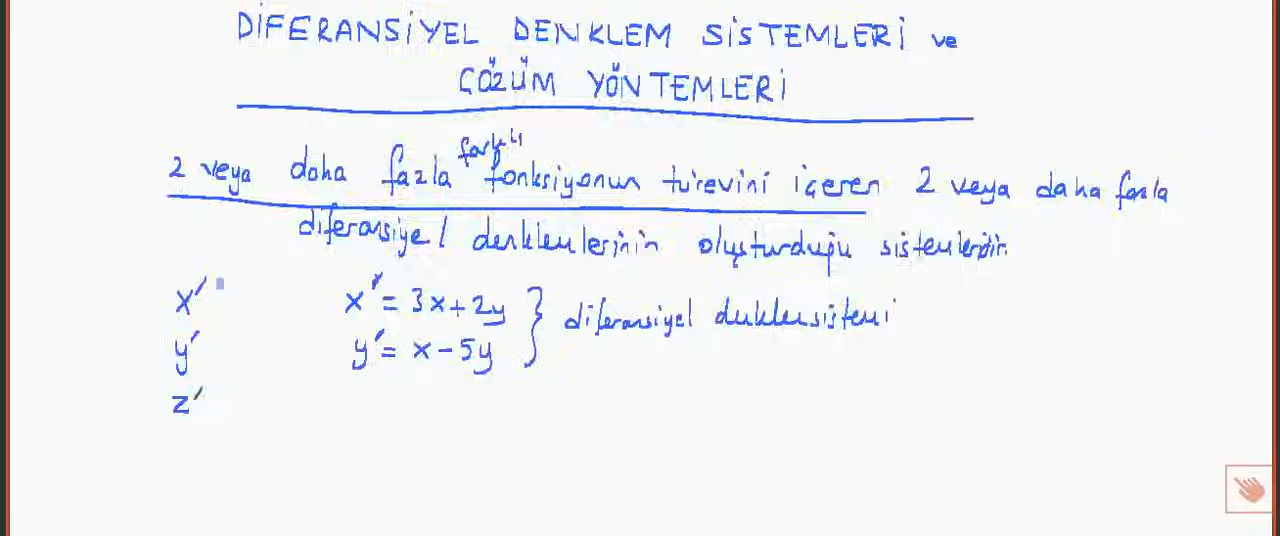 DİFERANSİYEL DENKLEM SİSTEMLERİ ve
ÇÖZÜM YÖNTEMLERİ
2 veya daha fazla farklı fonksiyonun türevini içeren 2 veya daha fazla
diferansiyel denklemlerinin oluşturduğu sistemlerdir.
x' x' = 3x + 2y } diferansiyel denklem sistemi
y' y' = x - 5y
z'